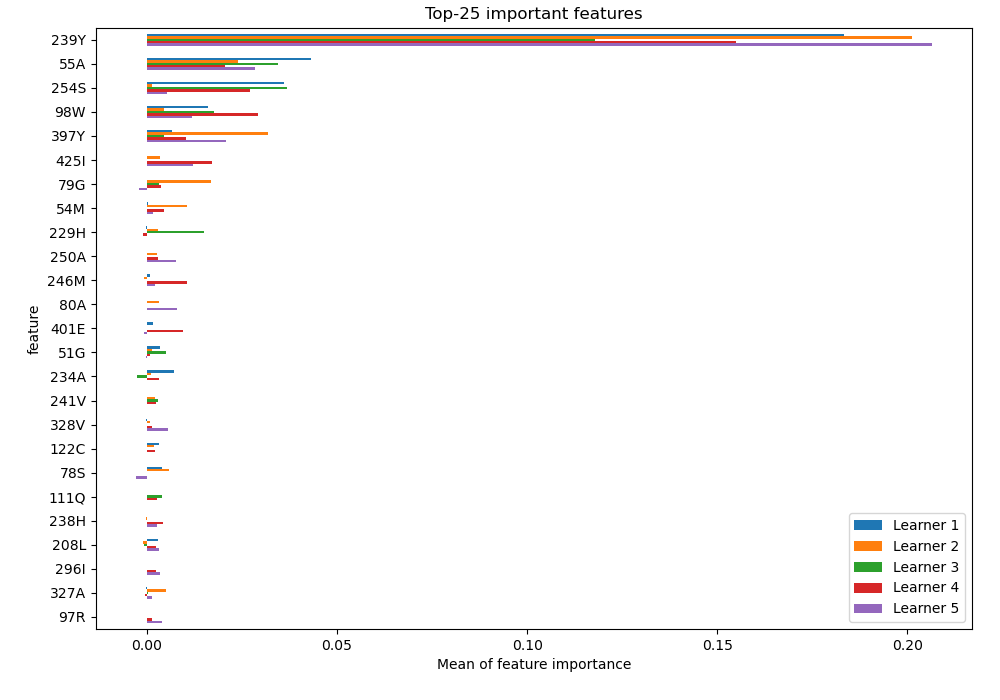 Top-25 important features
239Y
55A
254S
98W
397Y
425I
79G
54M
229H
250A
246M
80A
401E
51G
234A
241V
328V
122C
78S
111Q
238H
208L
296I
327A
97R
feature
Learner 1
Learner 2
Learner 3
Learner 4
Learner 5
0.00 0.05 0.10 0.15 0.20
Mean of feature importance